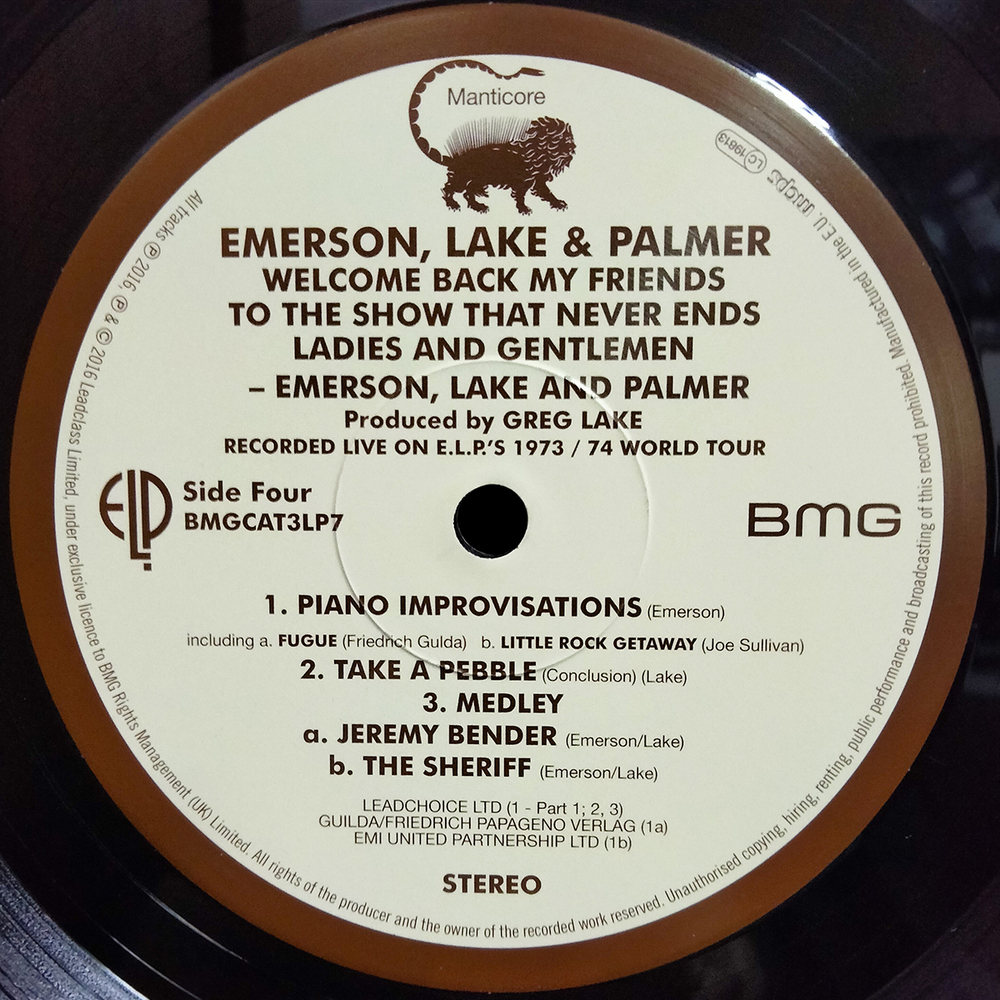 Manticore
LC 19813
mcps
EMERSON, LAKE & PALMER
WELCOME BACK MY FRIENDS
TO THE SHOW THAT NEVER ENDS
LADIES AND GENTLEMEN
– EMERSON, LAKE AND PALMER
Produced by GREG LAKE
RECORDED LIVE ON E.L.P.'S 1973 / 74 WORLD TOUR
ELP.
Side Four
BMGCAT3LP7
BMG
1. PIANO IMPROVISATIONS (Emerson)
including a. FUGUE (Friedrich Gulda) b. LITTLE ROCK GETAWAY (Joe Sullivan)
2. TAKE A PEBBLE (Conclusion) (Lake)
3. MEDLEY
a. JEREMY BENDER (Emerson/Lake)
b. THE SHERIFF (Emerson/Lake)
LEADCHOICE LTD (1 - Part 1; 2, 3)
GUILDA/FRIEDRICH PAPAGENO VERLAG (1a)
EMI UNITED PARTNERSHIP LTD (1b)
STEREO
All tracks ℗ 2016, ℗ & © 2016 Leadclass Limited, under exclusive licence to BMG Rights Management (UK) Limited. All rights of the producer and the owner of the recorded work reserved. Unauthorised copying, hiring, renting, public performance and broadcasting of this record prohibited. Manufactured in the E.U.